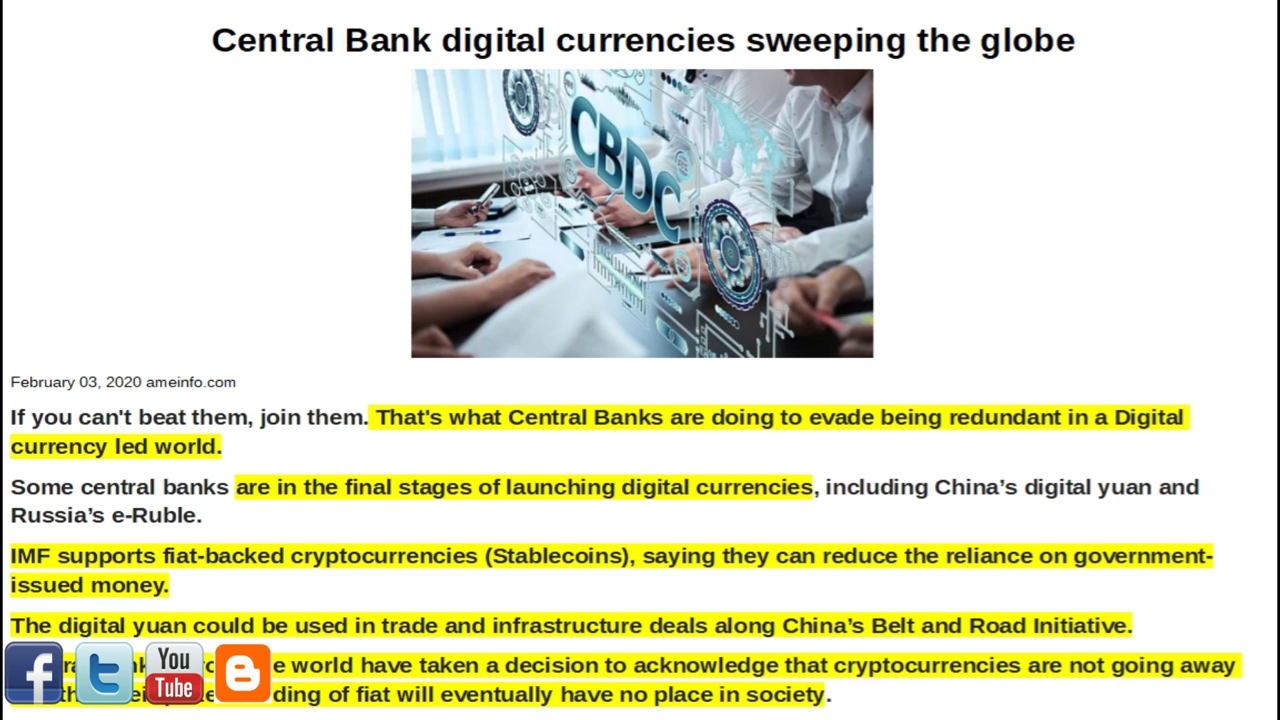 Central Bank digital currencies sweeping the globe
CBDC
February 03, 2020 ameinfo.com
If you can't beat them, join them. That's what Central Banks are doing to evade being redundant in a Digital
currency led world.
Some central banks are in the final stages of launching digital currencies, including China’s digital yuan and
Russia’s e-Ruble.
IMF supports fiat-backed cryptocurrencies (Stablecoins), saying they can reduce the reliance on government-
issued money.
The digital yuan could be used in trade and infrastructure deals along China’s Belt and Road Initiative.
world have taken a decision to acknowledge that cryptocurrencies are not going away
of fiat will eventually have no place in society.
f
t
You
Tube
B